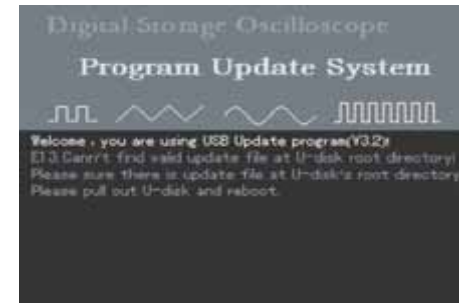 Digital Storage Oscilloscope
Program Update System
Welcome , you are using USB Update program(V3.2)!
E13.Cann't find valid update file at U-disk root directory!
Please sure there is update file at U-disk's root directory
Please pull out U-disk and reboot.